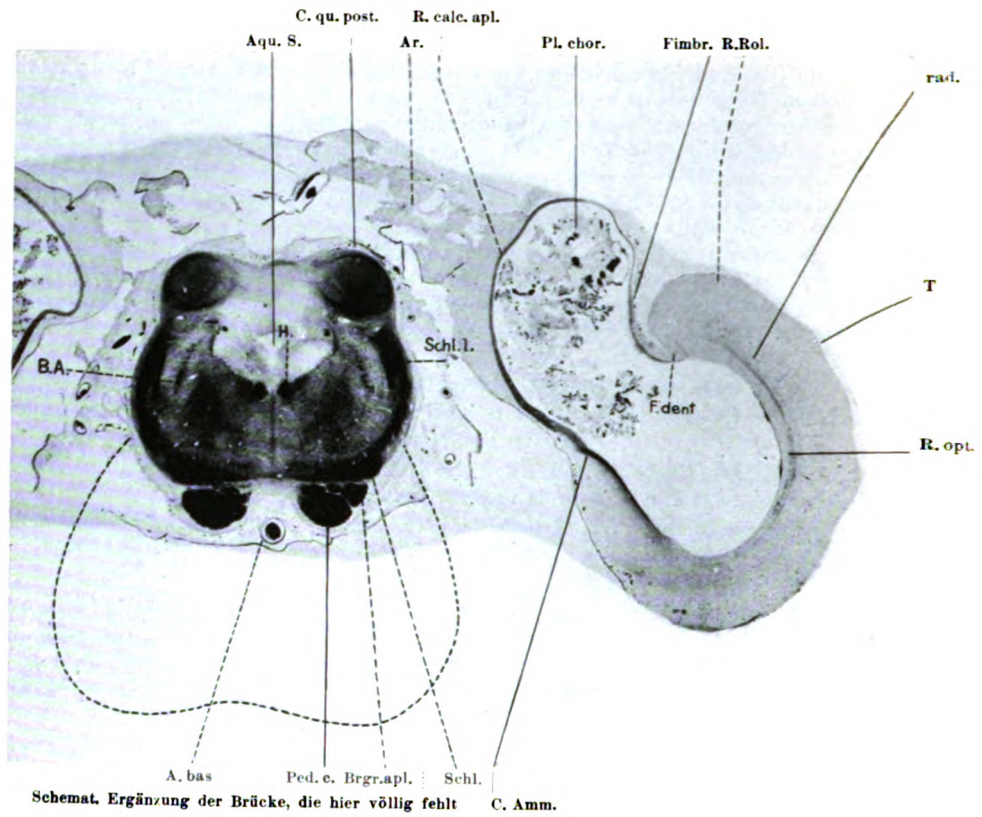 C. qu. post.
R. calc. apl.
Aqu. S.
Ar.
Pl. chor.
Fimbr.
R.Rol.
rad.
T
H.
Schl.l.
B.A.
F.dent
R. opt.
A. bas
Ped. c.
Brgr.apl.
Schl.
Schemat. Ergänzung der Brücke, die hier völlig fehlt
C. Amm.